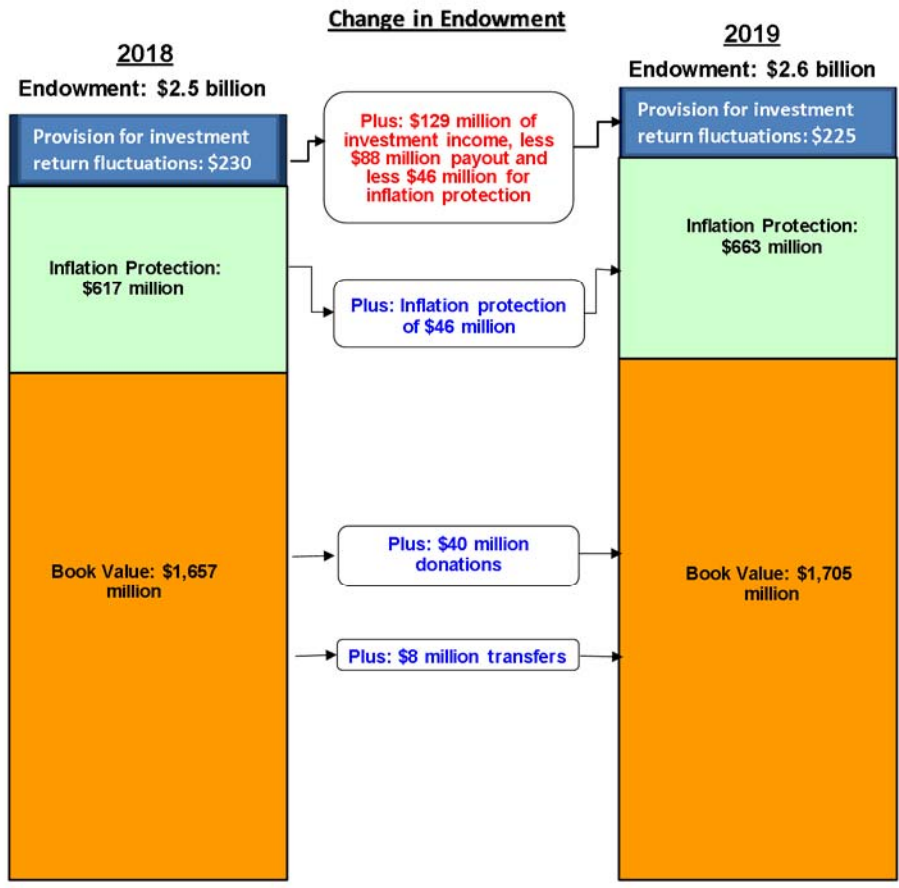 Change in Endowment
2018
Endowment: $2.5 billion
2019
Endowment: $2.6 billion
Provision for investment
return fluctuations: $230
Plus: $129 million of
investment income, less
$88 million payout and
less $46 million for
inflation protection
Provision for investment
return fluctuations: $225
Inflation Protection:
$617 million
Plus: Inflation protection
of $46 million
Inflation Protection:
$663 million
Book Value: $1,657
million
Plus: $40 million
donations
Plus: $8 million transfers
Book Value: $1,705
million